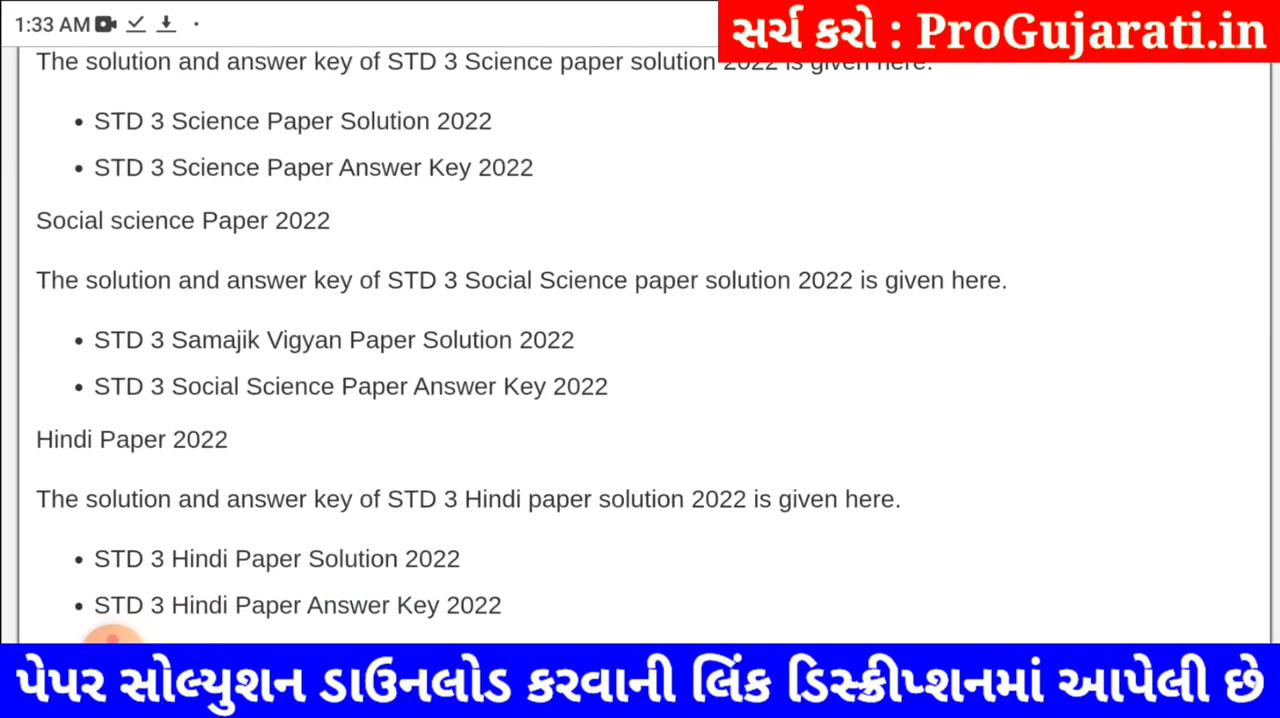 1:33 AM
સર્ચ કરો : ProGujarati.in
The solution and answer key of STD 3 Science paper solution 2022 is given here.
• STD 3 Science Paper Solution 2022
• STD 3 Science Paper Answer Key 2022
Social science Paper 2022
The solution and answer key of STD 3 Social Science paper solution 2022 is given here.
• STD 3 Samajik Vigyan Paper Solution 2022
• STD 3 Social Science Paper Answer Key 2022
Hindi Paper 2022
The solution and answer key of STD 3 Hindi paper solution 2022 is given here.
• STD 3 Hindi Paper Solution 2022
• STD 3 Hindi Paper Answer Key 2022
પેપર સોલ્યુશન ડાઉનલોડ કરવાની લિંક ડિસ્ક્રીપ્શનમાં આપેલી છે